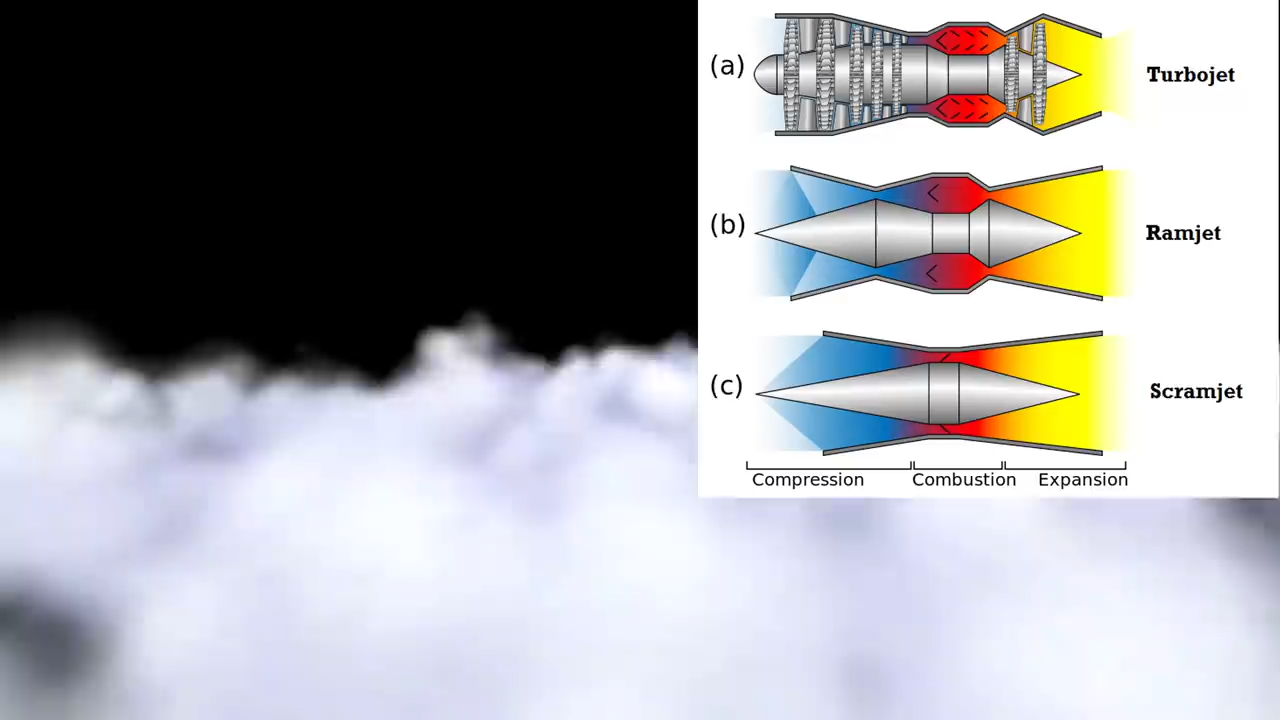 (a) Turbojet
(b) Ramjet
(c) Scramjet
Compression Combustion Expansion